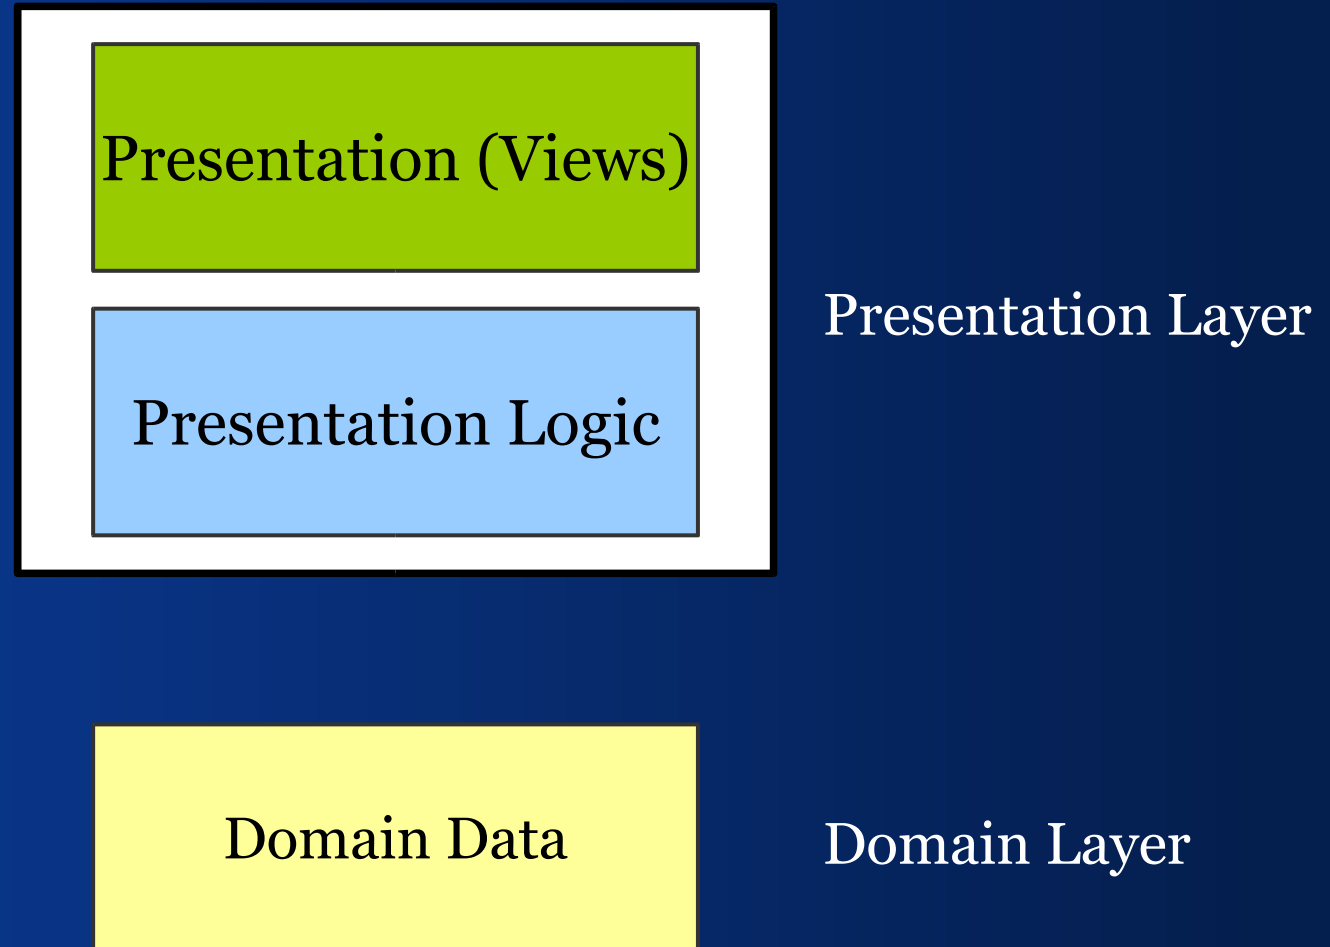 Presentation (Views)
Presentation Layer
Presentation Logic
Domain Data
Domain Layer